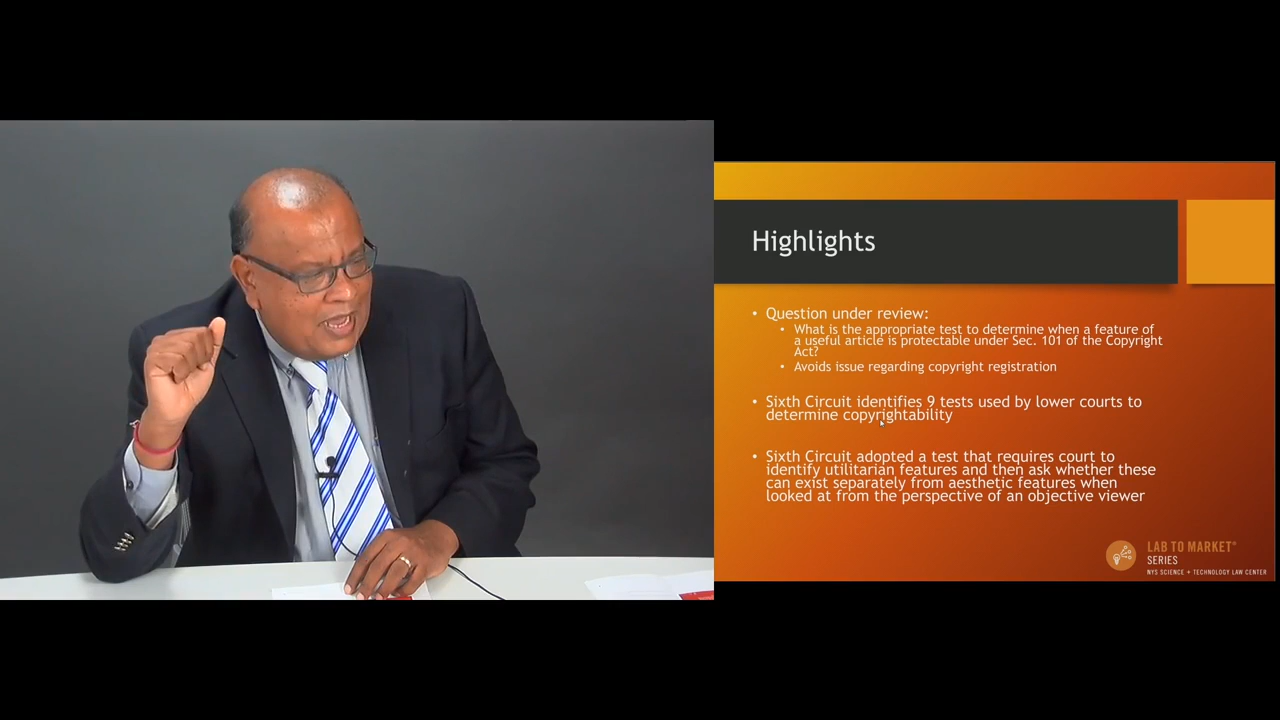 Highlights
• Question under review:
• What is the appropriate test to determine when a feature of
a useful article is protectable under Sec. 101 of the Copyright
Act?
• Avoids issue regarding copyright registration
• Sixth Circuit identifies 9 tests used by lower courts to
determine copyrightability
• Sixth Circuit adopted a test that requires court to
identify utilitarian features and then ask whether these
can exist separately from aesthetic features when
looked at from the perspective of an objective viewer
LAB TO MARKET®
SERIES
NYS SCIENCE + TECHNOLOGY LAW CENTER